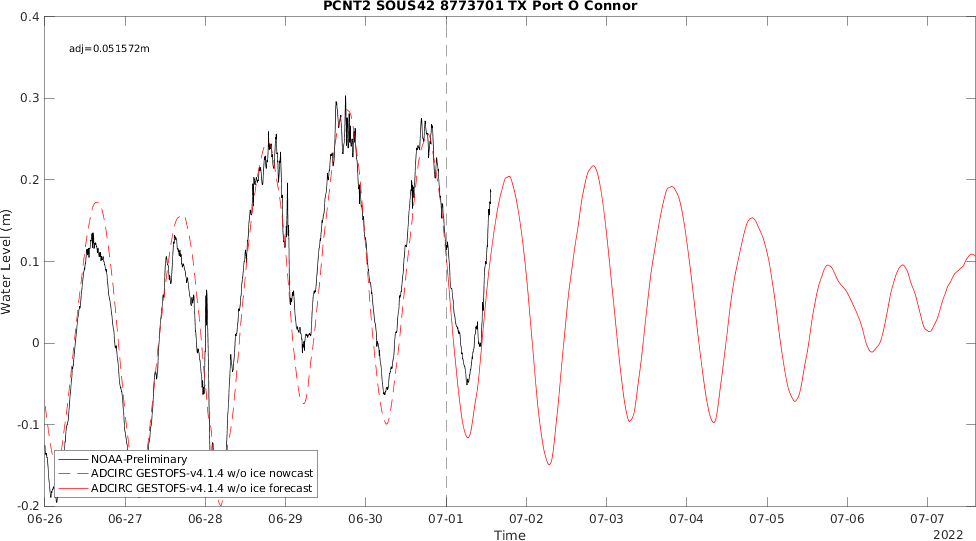 PCNT2 SOUS42 8773701 TX Port O Connor
adj=0.051572m
Water Level (m)
0.4
0.3
0.2
0.1
0
-0.1
-0.2
NOAA-Preliminary
ADCIRC GESTOFS-v4.1.4 w/o ice nowcast
ADCIRC GESTOFS-v4.1.4 w/o ice forecast
06-26 06-27 06-28 06-29 06-30 07-01 07-02 07-03 07-04 07-05 07-06 07-07
Time
2022